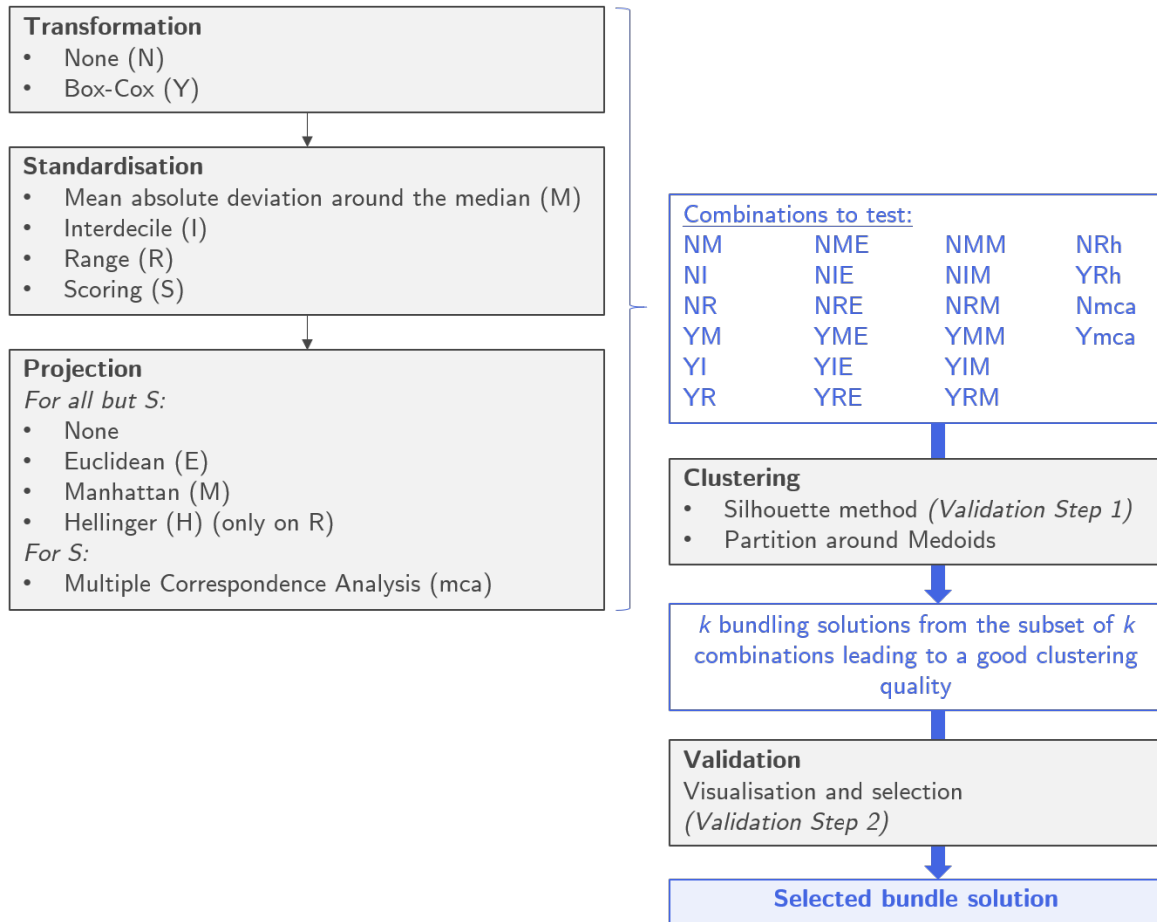 Transformation
• None (N)
• Box-Cox (Y)
Standardisation
• Mean absolute deviation around the median (M)
• Interdecile (I)
• Range (R)
• Scoring (S)
Projection
For all but S:
• None
• Euclidean (E)
• Manhattan (M)
• Hellinger (H) (only on R)
For S:
• Multiple Correspondence Analysis (mca)
Combinations to test:
NM NME NMM NRh
NI NIE NIM YRh
NR NRE NRM Nmca
YM YME YMM Ymca
YI YIE YIM
YR YRE YRM
Clustering
• Silhouette method (Validation Step 1)
• Partition around Medoids
k bundling solutions from the subset of k
combinations leading to a good clustering
quality
Validation
Visualisation and selection
(Validation Step 2)
Selected bundle solution